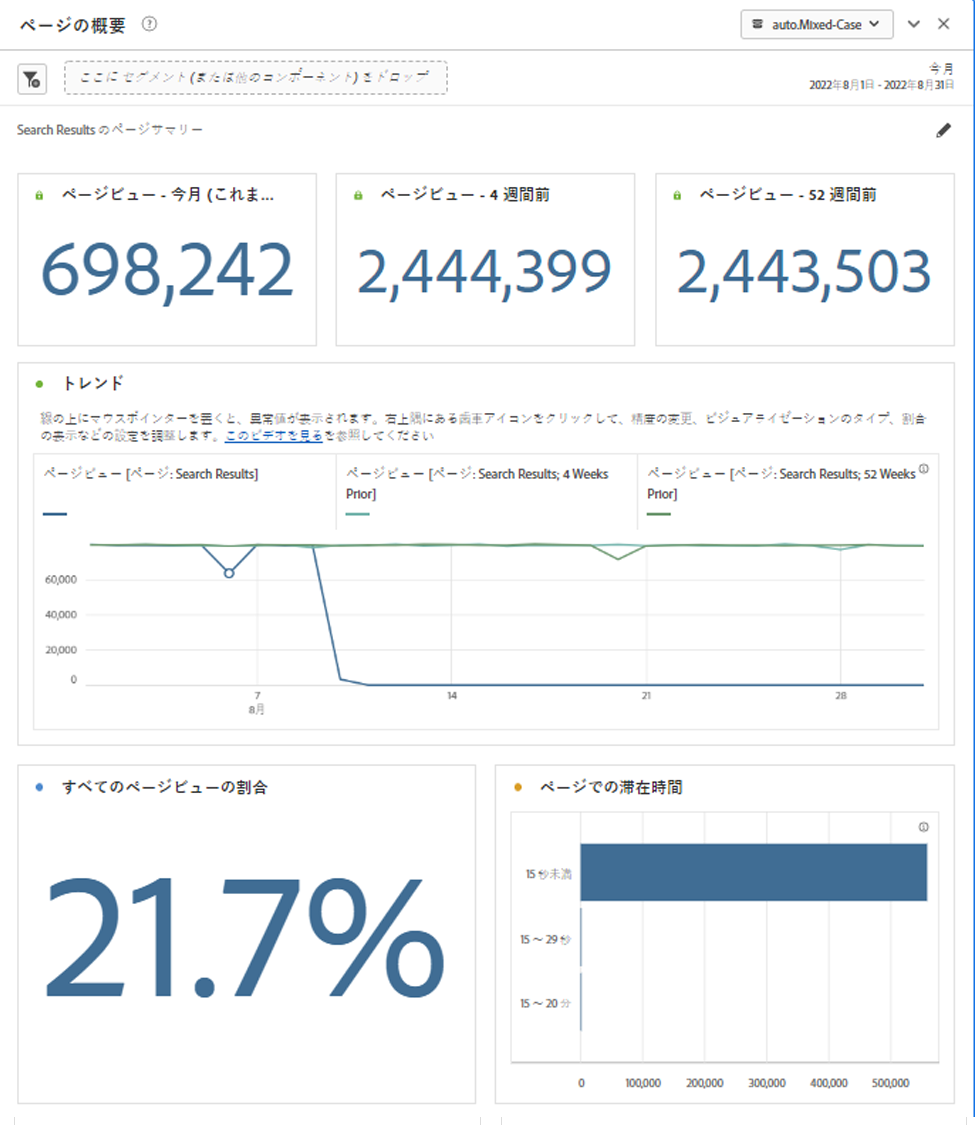 ページの概要
auto.Mixed-Case
ここに セグメント (または他のコンポーネント) をドロップ
今月
2022年8月1日 - 2022年8月31日
Search Results のページサマリー
ページビュー - 今月 (これま...
ページビュー - 4 週間前
ページビュー - 52 週間前
698,242
2,444,399
2,443,503
トレンド
線の上にマウスポインターを置くと、異常値が表示されます。右上隅にある歯車アイコンをクリックして、精度の変更、ビジュアライゼーションのタイプ、割合
の表示などの設定を調整します。このビデオを見るを参照してください
ページビュー [ページ: Search Results]
ページビュー [ページ: Search Results; 4 Weeks
Prior]
ページビュー [ページ: Search Results; 52 Weeks
Prior]
60,000
40,000
20,000
0
7
14
21
28
8月
すべてのページビューの割合
21.7%
ページでの滞在時間
15 秒未満
15 ～ 29 秒
15 ～ 20 分
0
100,000
200,000
300,000
400,000
500,000